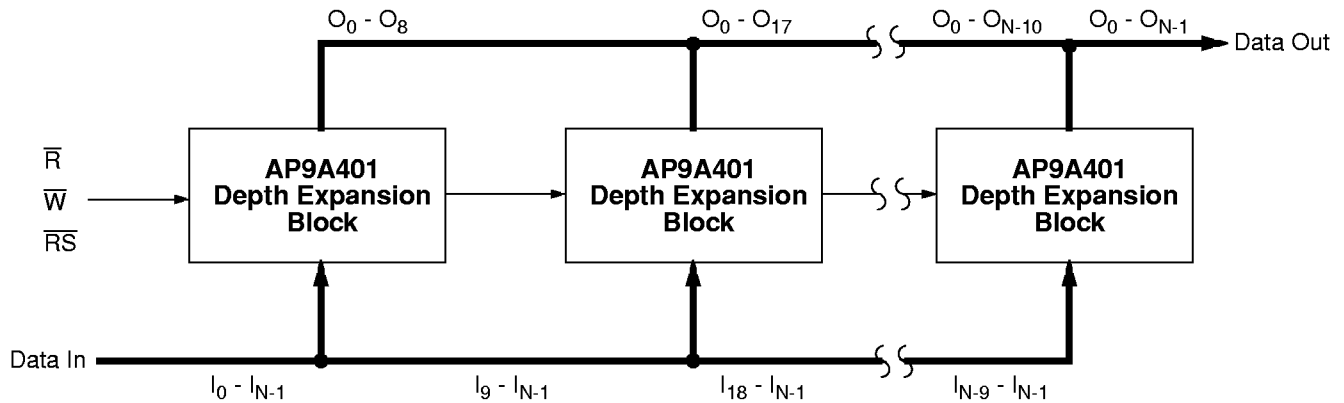 O0 - O8
O0 - O17
O0 - ON-10
O0 - ON-1
Data Out
R̅
W̅
R̅S̅
AP9A401
Depth Expansion
Block
AP9A401
Depth Expansion
Block
AP9A401
Depth Expansion
Block
Data In
I0 - IN-1
I9 - IN-1
I18 - IN-1
IN-9 - IN-1